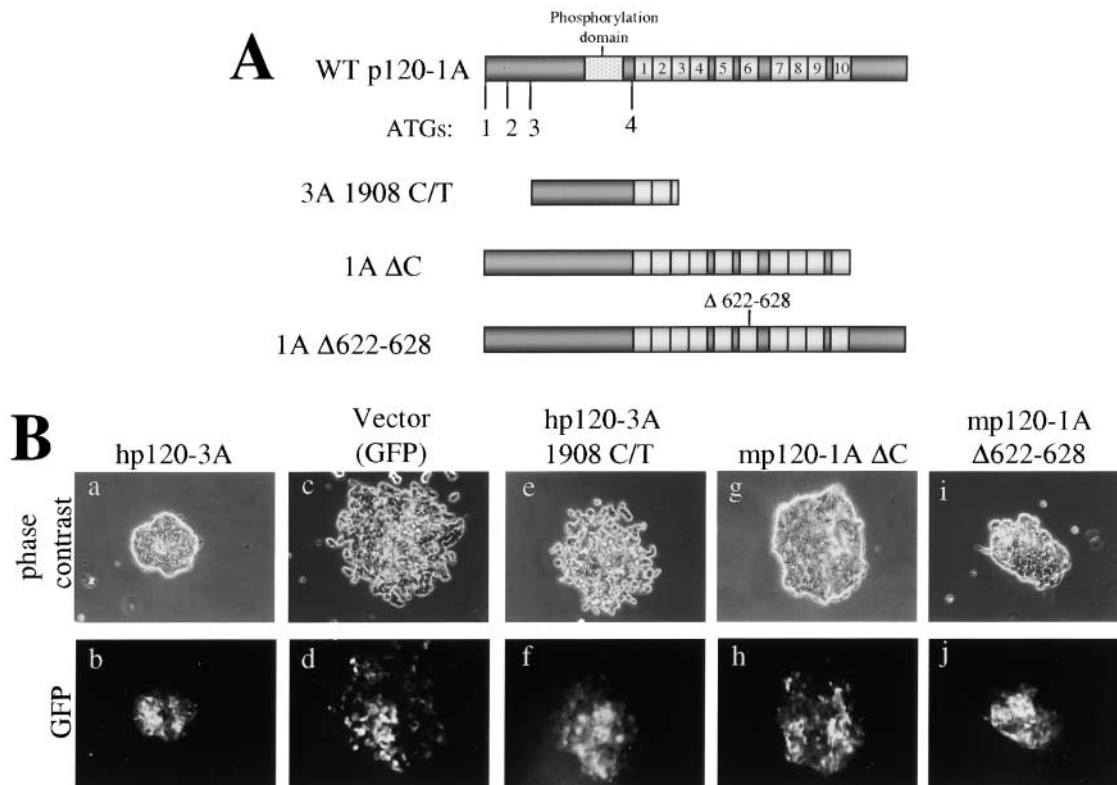 A
Phosphorylation
domain
WT p120-1A
1 2 3 4 5 6 7 8 9 10
ATGs: 1 2 3 4
3A 1908 C/T
1A ΔC
Δ 622-628
1A Δ622-628
B
hp120-3A
Vector
(GFP)
hp120-3A
1908 C/T
mp120-1A ΔC
mp120-1A
Δ622-628
phase
contrast
a c e g i
GFP
b d f h j